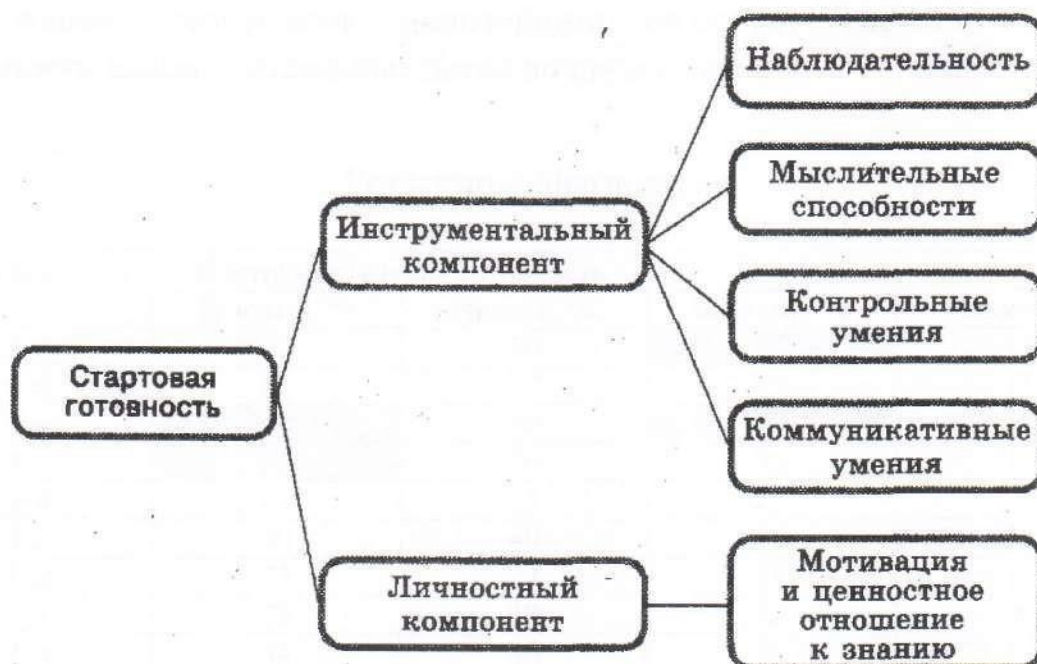 Стартовая
готовность
Инструментальный
компонент
Наблюдательность
Мыслительные
способности
Контрольные
умения
Коммуникативные
умения
Личностный
компонент
Мотивация
и ценностное
отношение
к знанию